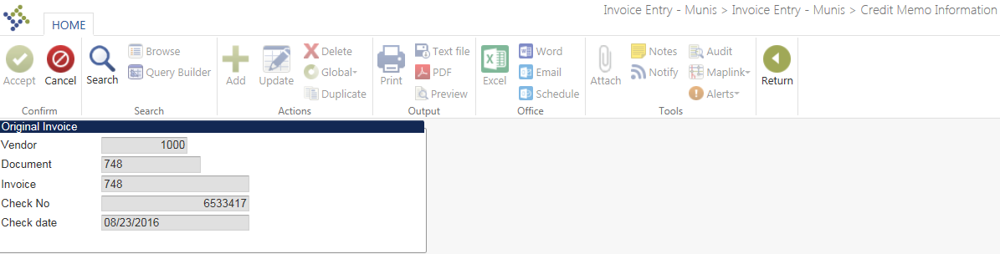 Invoice Entry - Munis > Invoice Entry - Munis > Credit Memo Information
HOME
Accept
Cancel
Confirm
Search
Browse
Query Builder
Search
Add
Update
Delete
Global
Duplicate
Actions
Print
Text file
PDF
Preview
Output
Excel
Word
Email
Schedule
Office
Attach
Notes
Notify
Audit
Maplink
Alerts
Tools
Return
Original Invoice
Vendor 1000
Document 748
Invoice 748
Check No 6533417
Check date 08/23/2016